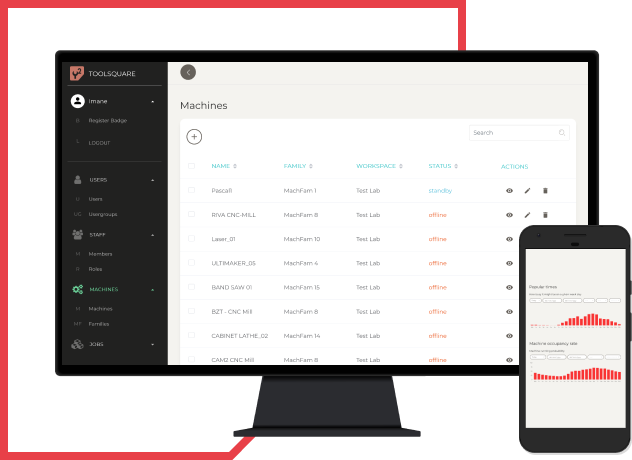 TOOLSQUARE
Imane
B Register Badge
L LOGOUT
USERS
U Users
UG Usergroups
STAFF
M Members
R Roles
MACHINES
M Machines
MF Families
JOBS
Machines
Search
NAME FAMILY WORKSPACE STATUS ACTIONS
Pascal1 MachFam 1 Test Lab standby
RIVA CNC-MILL MachFam 8 Test Lab offline
Laser_01 MachFam 10 Test Lab offline
ULTIMAKER_05 MachFam 4 Test Lab offline
BAND SAW 01 MachFam 15 Test Lab offline
BZT - CNC Mill MachFam 8 Test Lab offline
CABINET LATHE_02 MachFam 14 Test Lab offline
CAM2 CNC Mill MachFam 8 Test Lab offline
Popular times
Machine occupancy rate